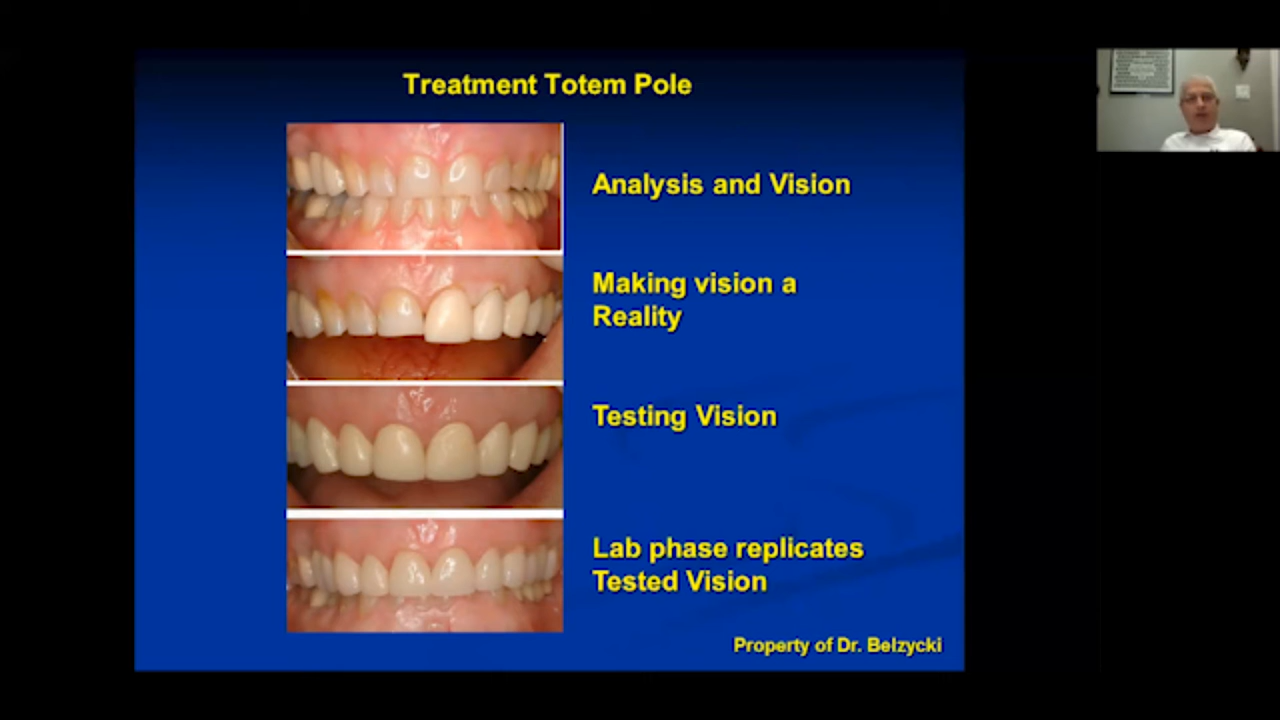 Treatment Totem Pole
Analysis and Vision
Making vision a
Reality
Testing Vision
Lab phase replicates
Tested Vision
Property of Dr. Belzycki